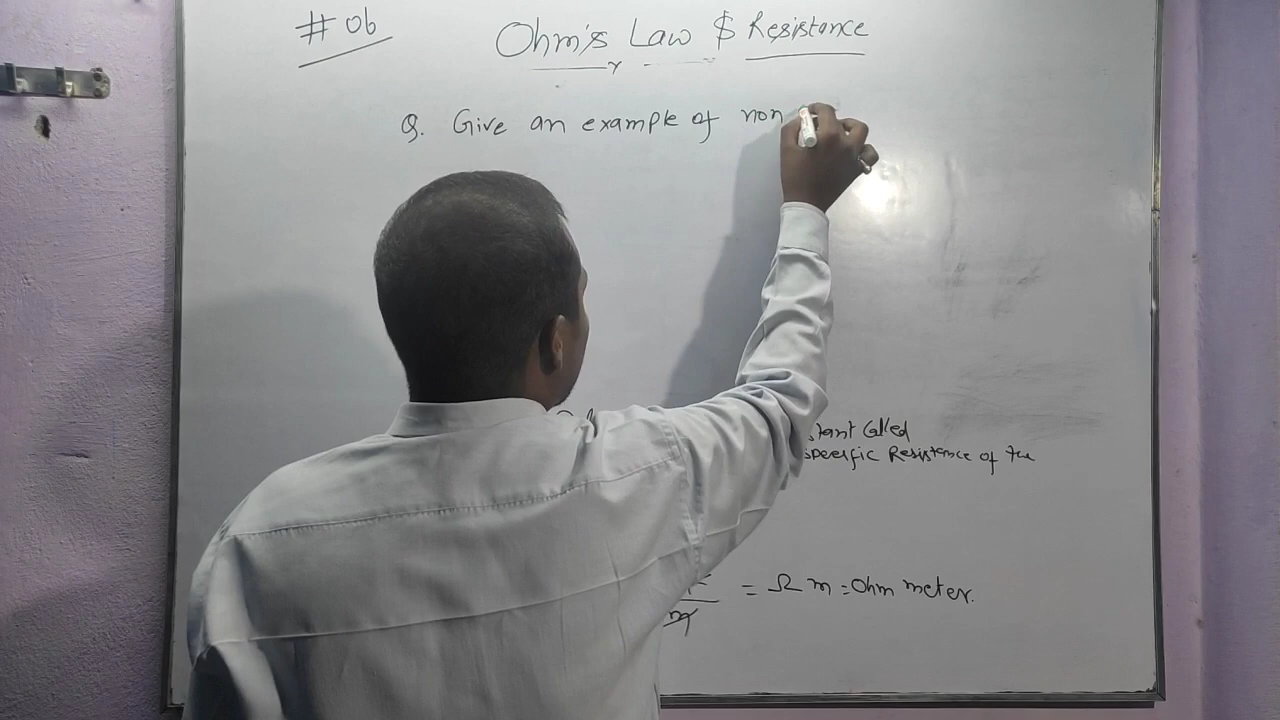 # 06
Ohm's Law $ Resistance
Q. Give an example of non
stant Called
specific Resistance of the
= Ω m = Ohm meter.